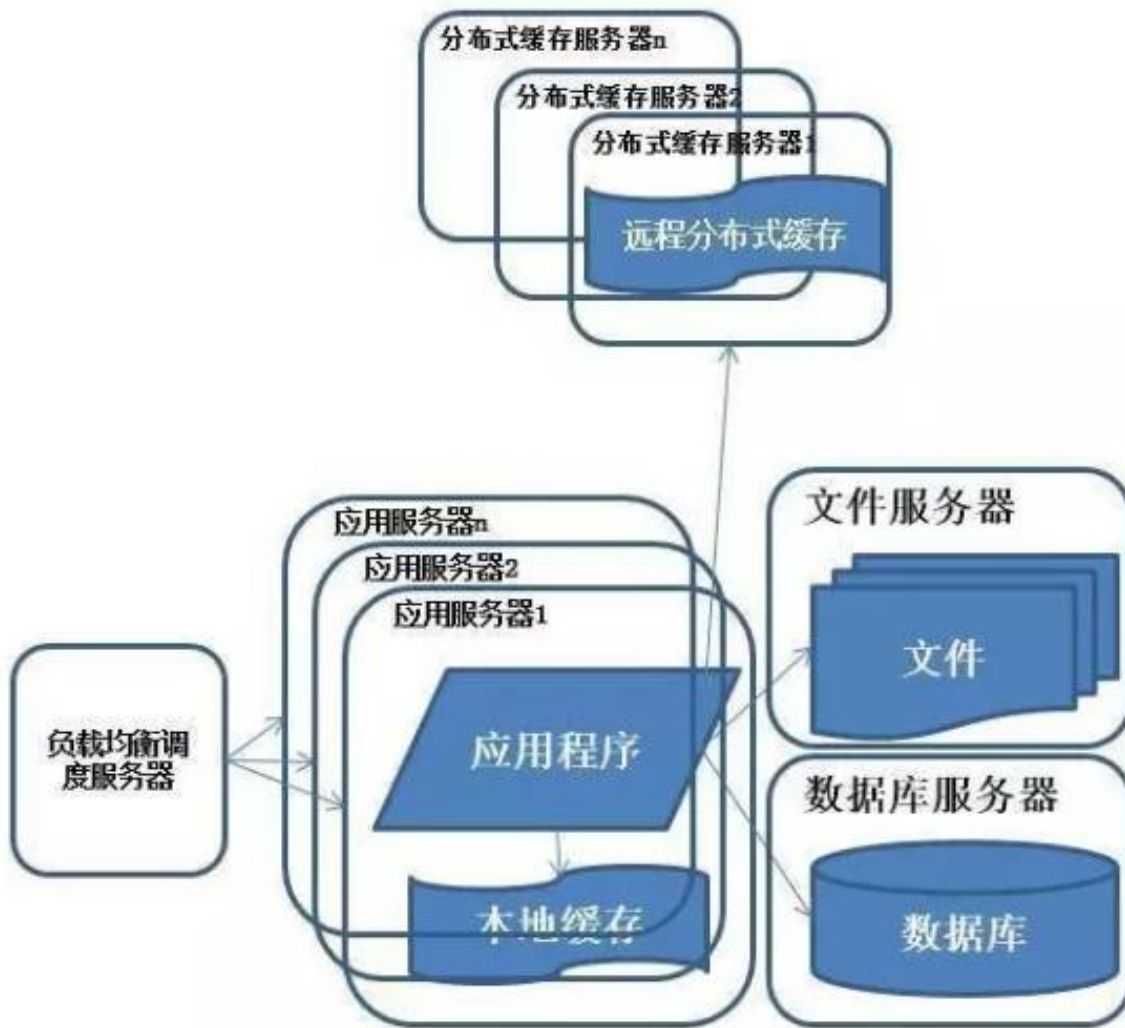 分布式缓存服务器n
分布式缓存服务器2
分布式缓存服务器1
远程分布式缓存
应用服务器n
应用服务器2
应用服务器1
文件服务器
文件
负载均衡调
度服务器
应用程序
数据库服务器
本地缓存
数据库